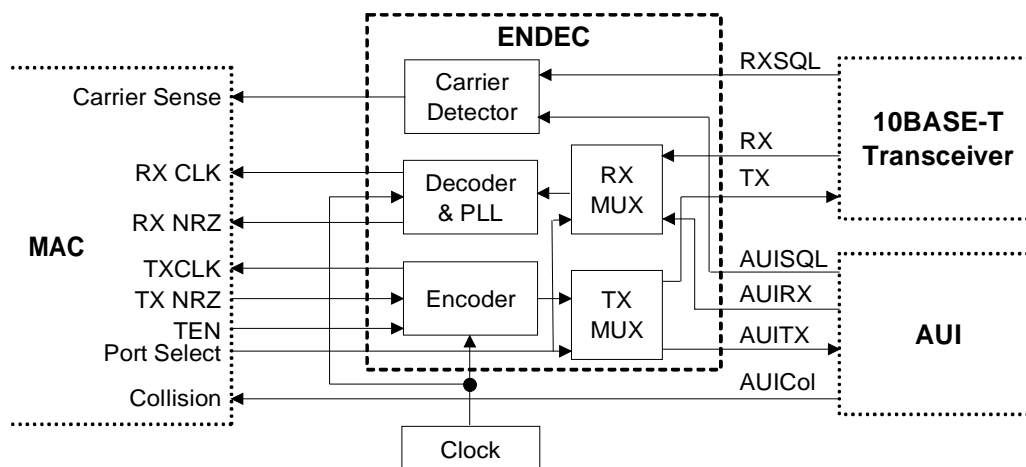 ENDEC
RXSQL
Carrier Sense
Carrier
Detector
10BASE-T
Transceiver
RX
TX
RX CLK
Decoder
& PLL
RX
MUX
RX NRZ
MAC
TXCLK
TX NRZ
TEN
Port Select
Encoder
TX
MUX
AUISQL
AUIRX
AUITX
AUI
Collision
AUICol
Clock